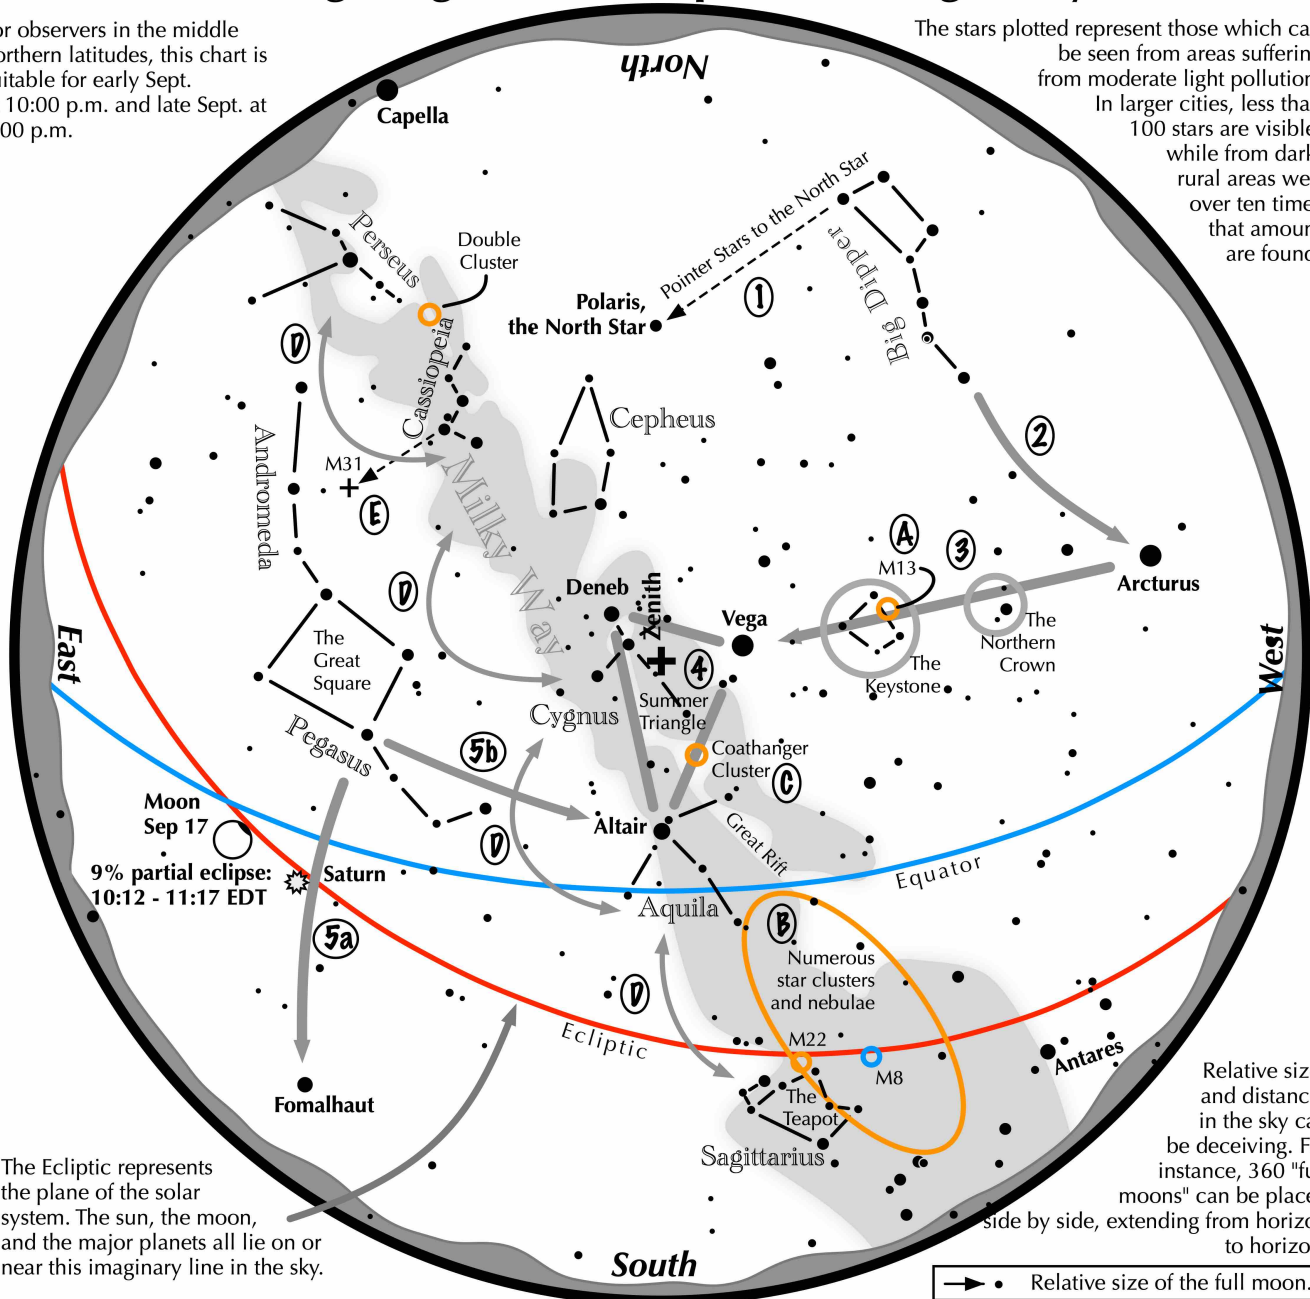 or observers in the middle
orthern latitudes, this chart is
uitable for early Sept.
10:00 p.m. and late Sept. at
:00 p.m.
The stars plotted represent those which ca
be seen from areas sufferin
from moderate light pollution
In larger cities, less tha
100 stars are visible
while from dark
rural areas we
over ten time
that amoun
are found
North
Capella
Perseus
Double
Cluster
Pointer Stars to the North Star
1
Big Dipper
Polaris,
the North Star
D
Cassiopeia
Cepheus
2
Andromeda
M31
E
Milky Way
A
3
M13
Arcturus
D
Deneb
Zenith
Vega
The
Northern
Crown
East
The
Great
Square
4
The
Keystone
West
Summer
Triangle
Cygnus
Pegasus
5b
Coathanger
Cluster
C
Moon
Sep 17
Altair
D
Great Rift
9% partial eclipse:
10:12 - 11:17 EDT
Saturn
Equator
Aquila
5a
B
Numerous
star clusters
and nebulae
D
Ecliptic
M22
M8
Antares
The
Teapot
Fomalhaut
Sagittarius
The Ecliptic represents
the plane of the solar
system. The sun, the moon,
and the major planets all lie on or
near this imaginary line in the sky.
Relative siz
and distanc
in the sky ca
be deceiving. F
instance, 360 "fu
moons" can be place
side by side, extending from horizo
to horizo
South
Relative size of the full moon.